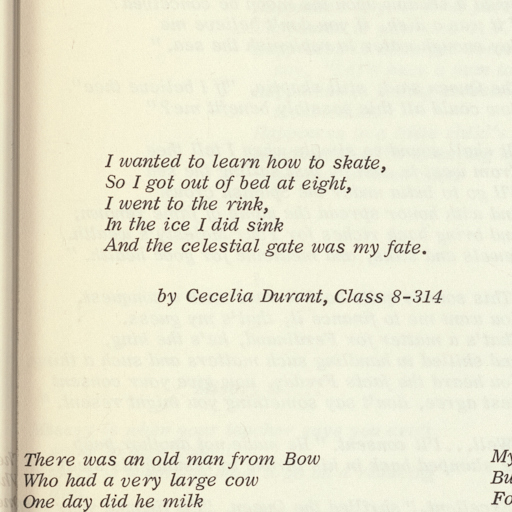 I wanted to learn how to skate,
So I got out of bed at eight,
I went to the rink,
In the ice I did sink
And the celestial gate was my fate.
by Cecelia Durant, Class 8-314
There was an old man from Bow
Who had a very large cow
One day did he milk
My
Bu
Fo